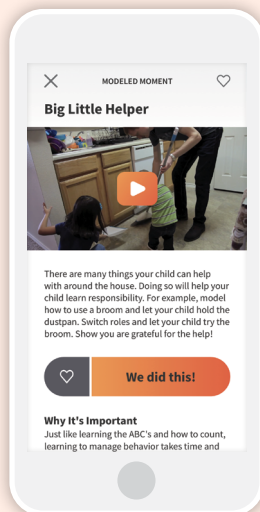 MODELED MOMENT
Big Little Helper
There are many things your child can help
with around the house. Doing so will help your
child learn responsibility. For example, model
how to use a broom and let your child hold the
dustpan. Switch roles and let your child try the
broom. Show you are grateful for the help!
We did this!
Why It's Important
Just like learning the ABC's and how to count,
learning to manage behavior takes time and